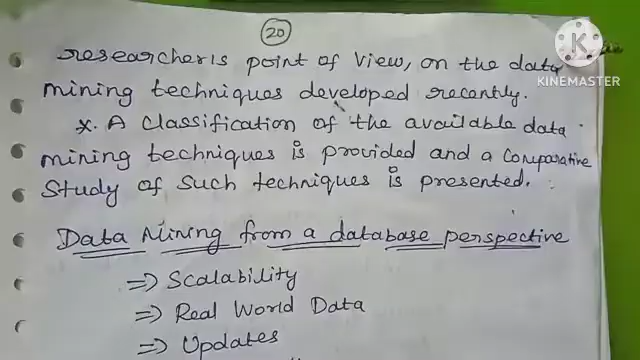 20
researcher's point of view, on the data
mining techniques developed recently.
KINEMASTER
*. A classification of the available data
mining techniques is provided and a comparative
study of such techniques is presented.
Data Mining from a database perspective
=> Scalability
=> Real World Data
=> Updates